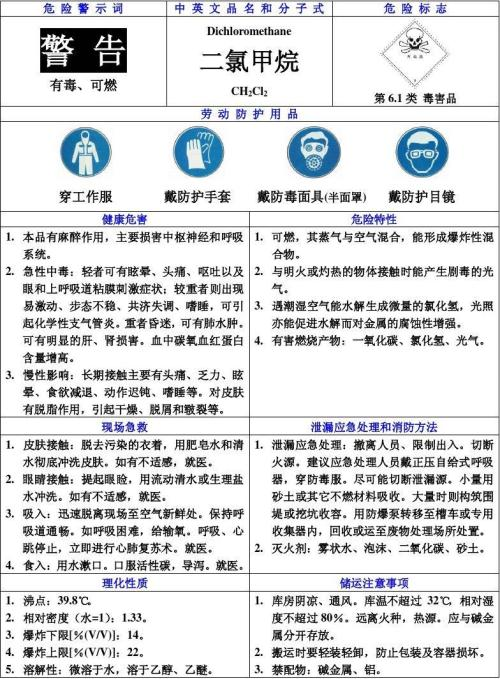 危 险 警 示 词
中 英 文 品 名 和 分 子 式
危 险 标 志
警 告
有毒、可燃
Dichloromethane
二氯甲烷
CH₂Cl₂
第 6.1 类 毒害品
劳 动 防 护 用 品
穿工作服
戴防护手套
戴防毒面具(半面罩)
戴防护目镜
健康危害
1. 本品有麻醉作用，主要损害中枢神经和呼吸
系统。
2. 急性中毒：轻者可有眩晕、头痛、呕吐以及
眼和上呼吸道粘膜刺激症状；较重者则出现
易激动、步态不稳、共济失调、嗜睡，可引
起化学性支气管炎。重者昏迷，可有肺水肿。
可有明显的肝、肾损害。血中碳氧血红蛋白
含量增高。
3. 慢性影响：长期接触主要有头痛、乏力、眩
晕、食欲减退、动作迟钝、嗜睡等。对皮肤
有脱脂作用，引起干燥、脱屑和皲裂等。
危险特性
1. 可燃，其蒸气与空气混合，能形成爆炸性混
合物。
2. 与明火或灼热的物体接触时能产生剧毒的光
气。
3. 遇潮湿空气能水解生成微量的氯化氢，光照
亦能促进水解而对金属的腐蚀性增强。
4. 有害燃烧产物：一氧化碳、氯化氢、光气。
现场急救
1. 皮肤接触：脱去污染的衣着，用肥皂水和清
水彻底冲洗皮肤。如有不适感，就医。
2. 眼睛接触：提起眼睑，用流动清水或生理盐
水冲洗。如有不适感，就医。
3. 吸入：迅速脱离现场至空气新鲜处。保持呼
吸道通畅。如呼吸困难，给输氧。呼吸、心
跳停止，立即进行心肺复苏术。就医。
4. 食入：用水漱口。口服活性碳，导泻。就医。
泄漏应急处理和消防方法
1. 泄漏应急处理：撤离人员、限制出入。切断
火源。建议应急处理人员戴正压自给式呼吸
器，穿防毒服。尽可能切断泄漏源。小量用
砂土或其它不燃材料吸收。大量时则构筑围
堤或挖坑收容。用防爆泵转移至槽车或专用
收集器内，回收或运至废物处理场所处置。
2. 灭火剂：雾状水、泡沫、二氧化碳、砂土。
理化性质
1. 沸点：39.8℃。
2. 相对密度（水=1）：1.33。
3. 爆炸下限[%(V/V)]：14。
4. 爆炸上限[%(V/V)]：22。
5. 溶解性：微溶于水，溶于乙醇、乙醚。
储运注意事项
1. 库房阴凉、通风。库温不超过 32℃，相对湿
度不超过 80%。远离火种，热源。应与碱金
属分开存放。
2. 搬运时要轻装轻卸，防止包装及容器损坏。
3. 禁配物：碱金属、铝。